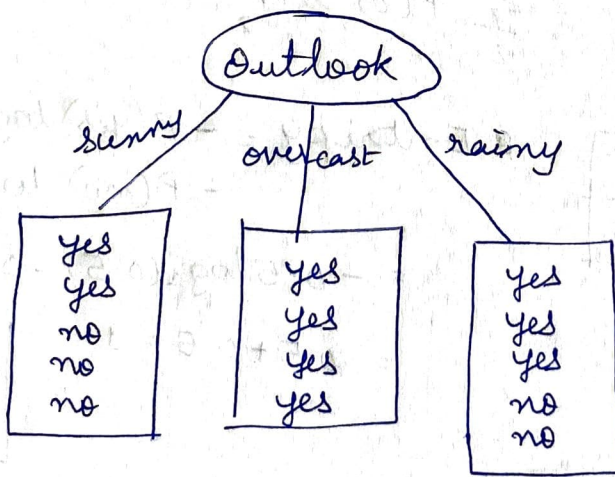 Outlook
sunny
overcast
rainy
yes
yes
no
no
no
yes
yes
yes
yes
yes
yes
yes
no
no